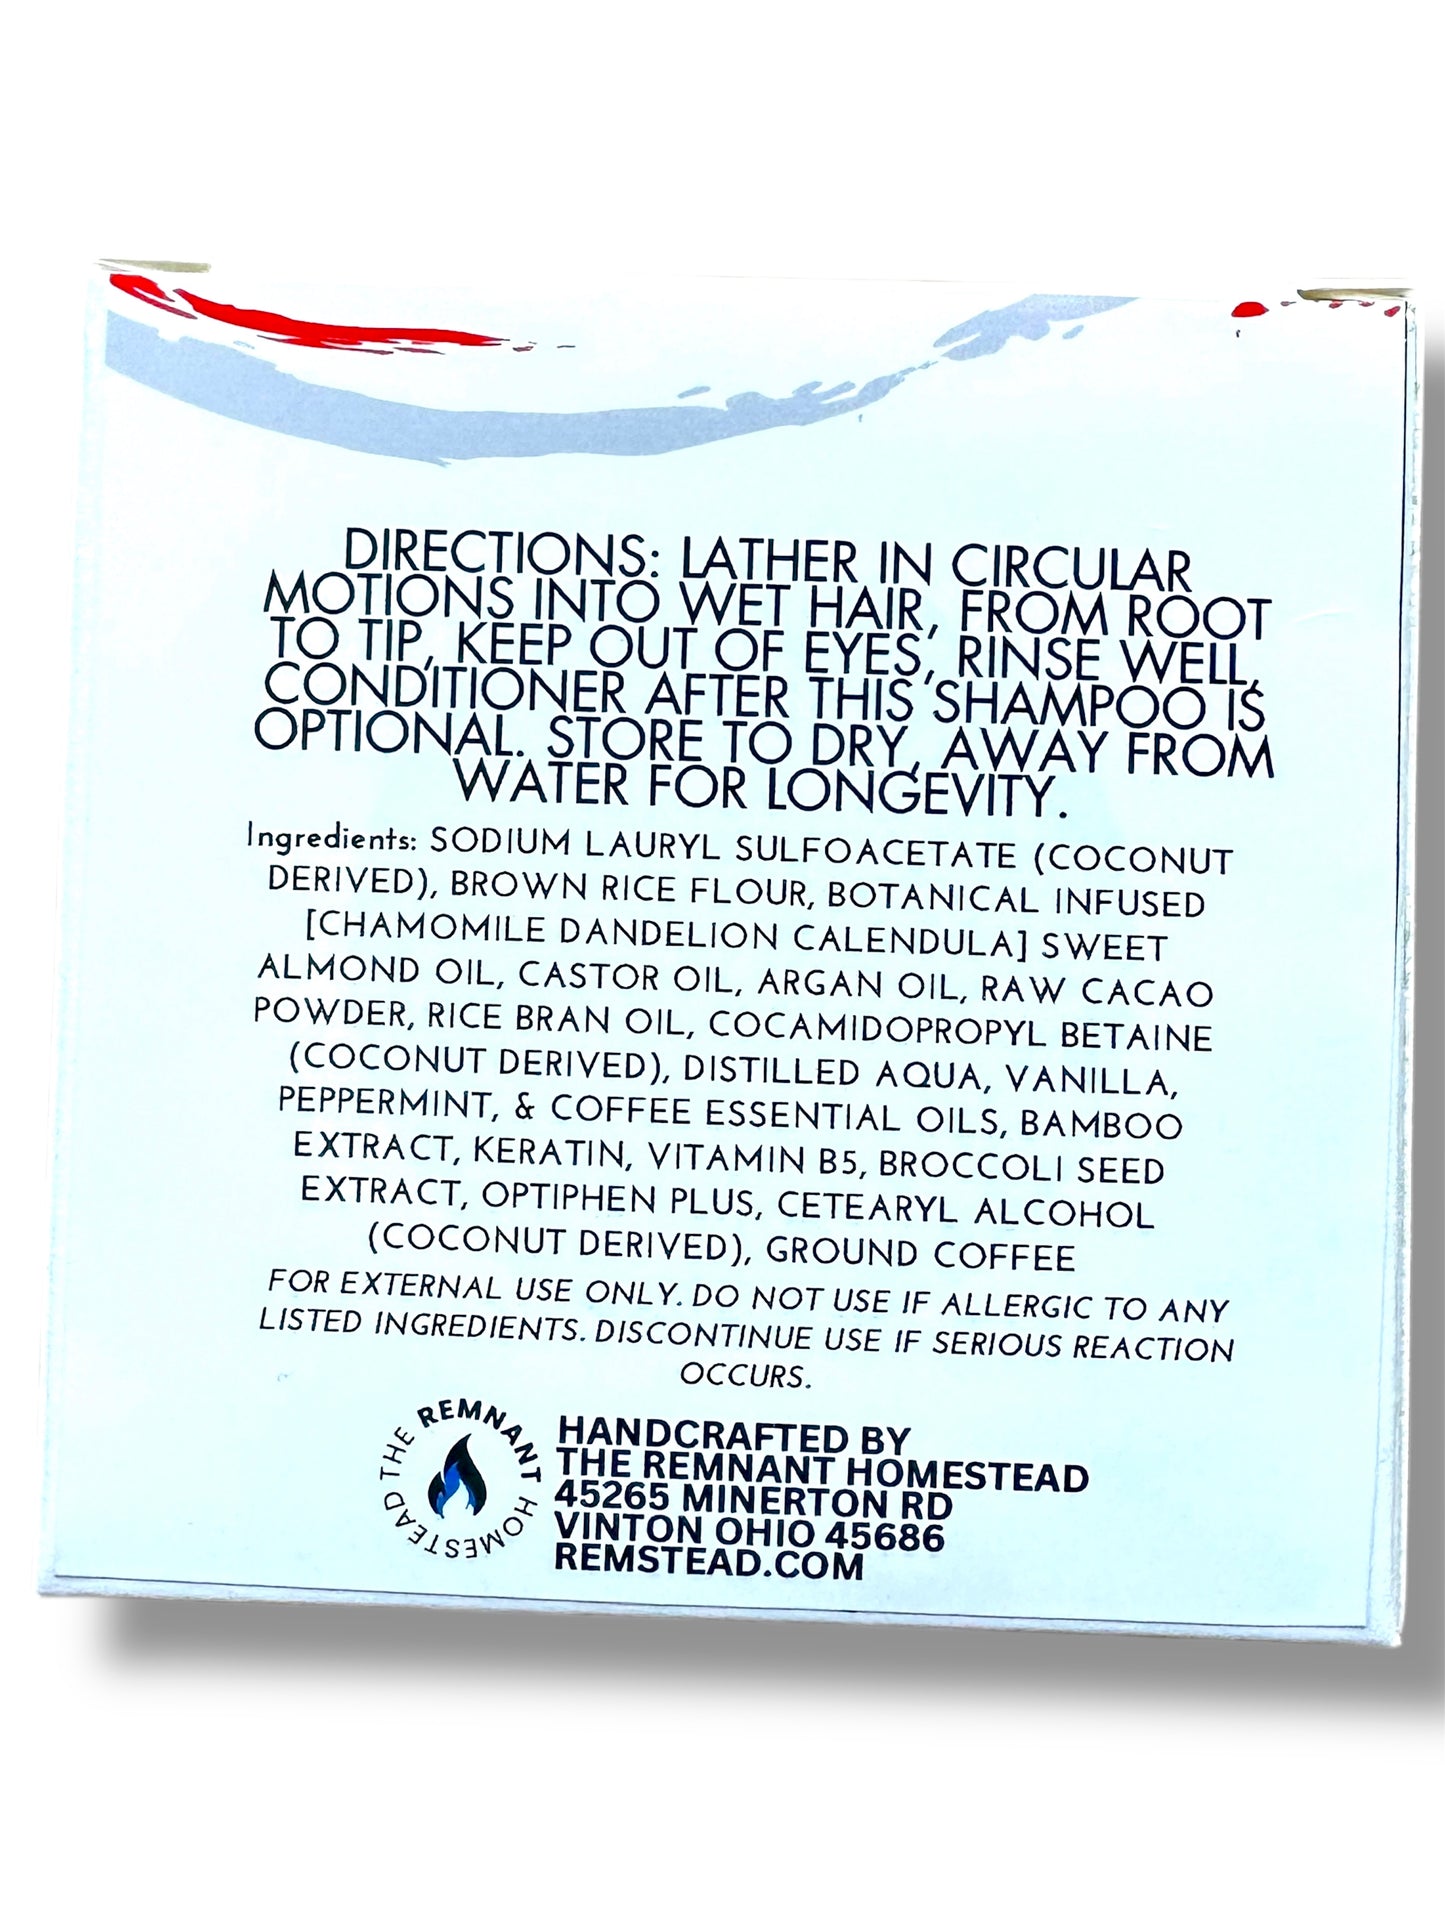 DIRECTIONS: LATHER IN CIRCULAR
MOTIONS INTO WET HAIR, FROM ROOT
TO TIP, KEEP OUT OF EYES, RINSE WELL,
CONDITIONER AFTER THIS SHAMPOO IS
OPTIONAL. STORE TO DRY, AWAY FROM
WATER FOR LONGEVITY.
Ingredients: SODIUM LAURYL SULFOACETATE (COCONUT
DERIVED), BROWN RICE FLOUR, BOTANICAL INFUSED
[CHAMOMILE DANDELION CALENDULA] SWEET
ALMOND OIL, CASTOR OIL, ARGAN OIL, RAW CACAO
POWDER, RICE BRAN OIL, COCAMIDOPROPYL BETAINE
(COCONUT DERIVED), DISTILLED AQUA, VANILLA,
PEPPERMINT, & COFFEE ESSENTIAL OILS, BAMBOO
EXTRACT, KERATIN, VITAMIN B5, BROCCOLI SEED
EXTRACT, OPTIPHEN PLUS, CETEARYL ALCOHOL
(COCONUT DERIVED), GROUND COFFEE
FOR EXTERNAL USE ONLY. DO NOT USE IF ALLERGIC TO ANY
LISTED INGREDIENTS. DISCONTINUE USE IF SERIOUS REACTION
OCCURS.
THE REMNANT HOMESTEAD
HANDCRAFTED BY
THE REMNANT HOMESTEAD
45265 MINERTON RD
VINTON OHIO 45686
REMSTEAD.COM